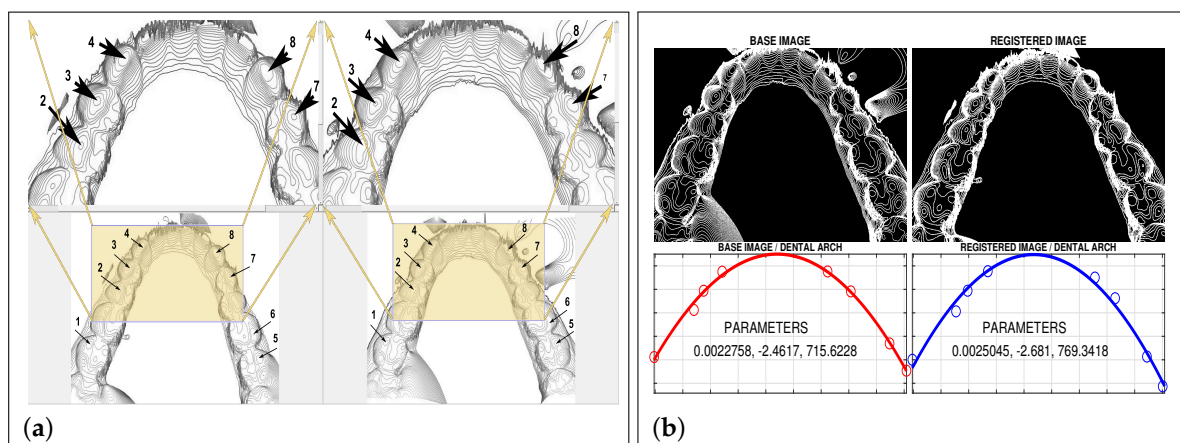 4
3
2
8
7
4
3
2
8
7
4
3
2
1
8
7
6
5
4
3
2
1
8
7
6
5
(a)
BASE IMAGE
REGISTERED IMAGE
BASE IMAGE / DENTAL ARCH
REGISTERED IMAGE / DENTAL ARCH
PARAMETERS
0.0022758, -2.4617, 715.6228
PARAMETERS
0.0025045, -2.681, 769.3418
(b)